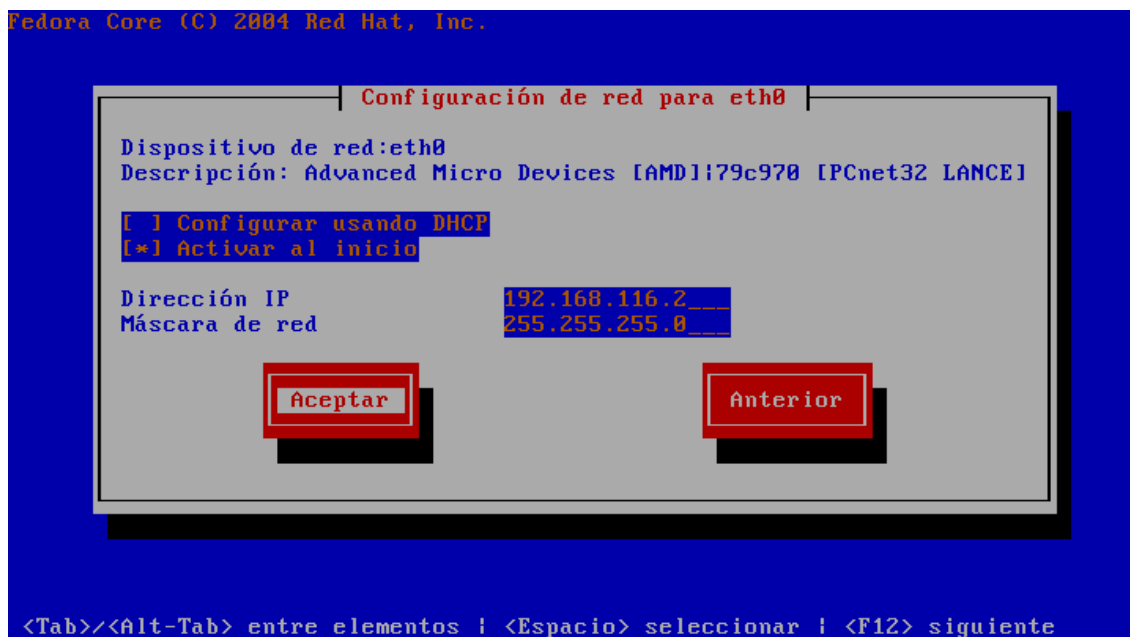 Fedora Core (C) 2004 Red Hat, Inc.
Configuración de red para eth0
Dispositivo de red:eth0
Descripción: Advanced Micro Devices [AMD]¦79c970 [PCnet32 LANCE]
[ ] Configurar usando DHCP
[*] Activar al inicio
Dirección IP 192.168.116.2___
Máscara de red 255.255.255.0___
Aceptar Anterior
<Tab>/<Alt-Tab> entre elementos ¦ <Espacio> seleccionar ¦ <F12> siguiente